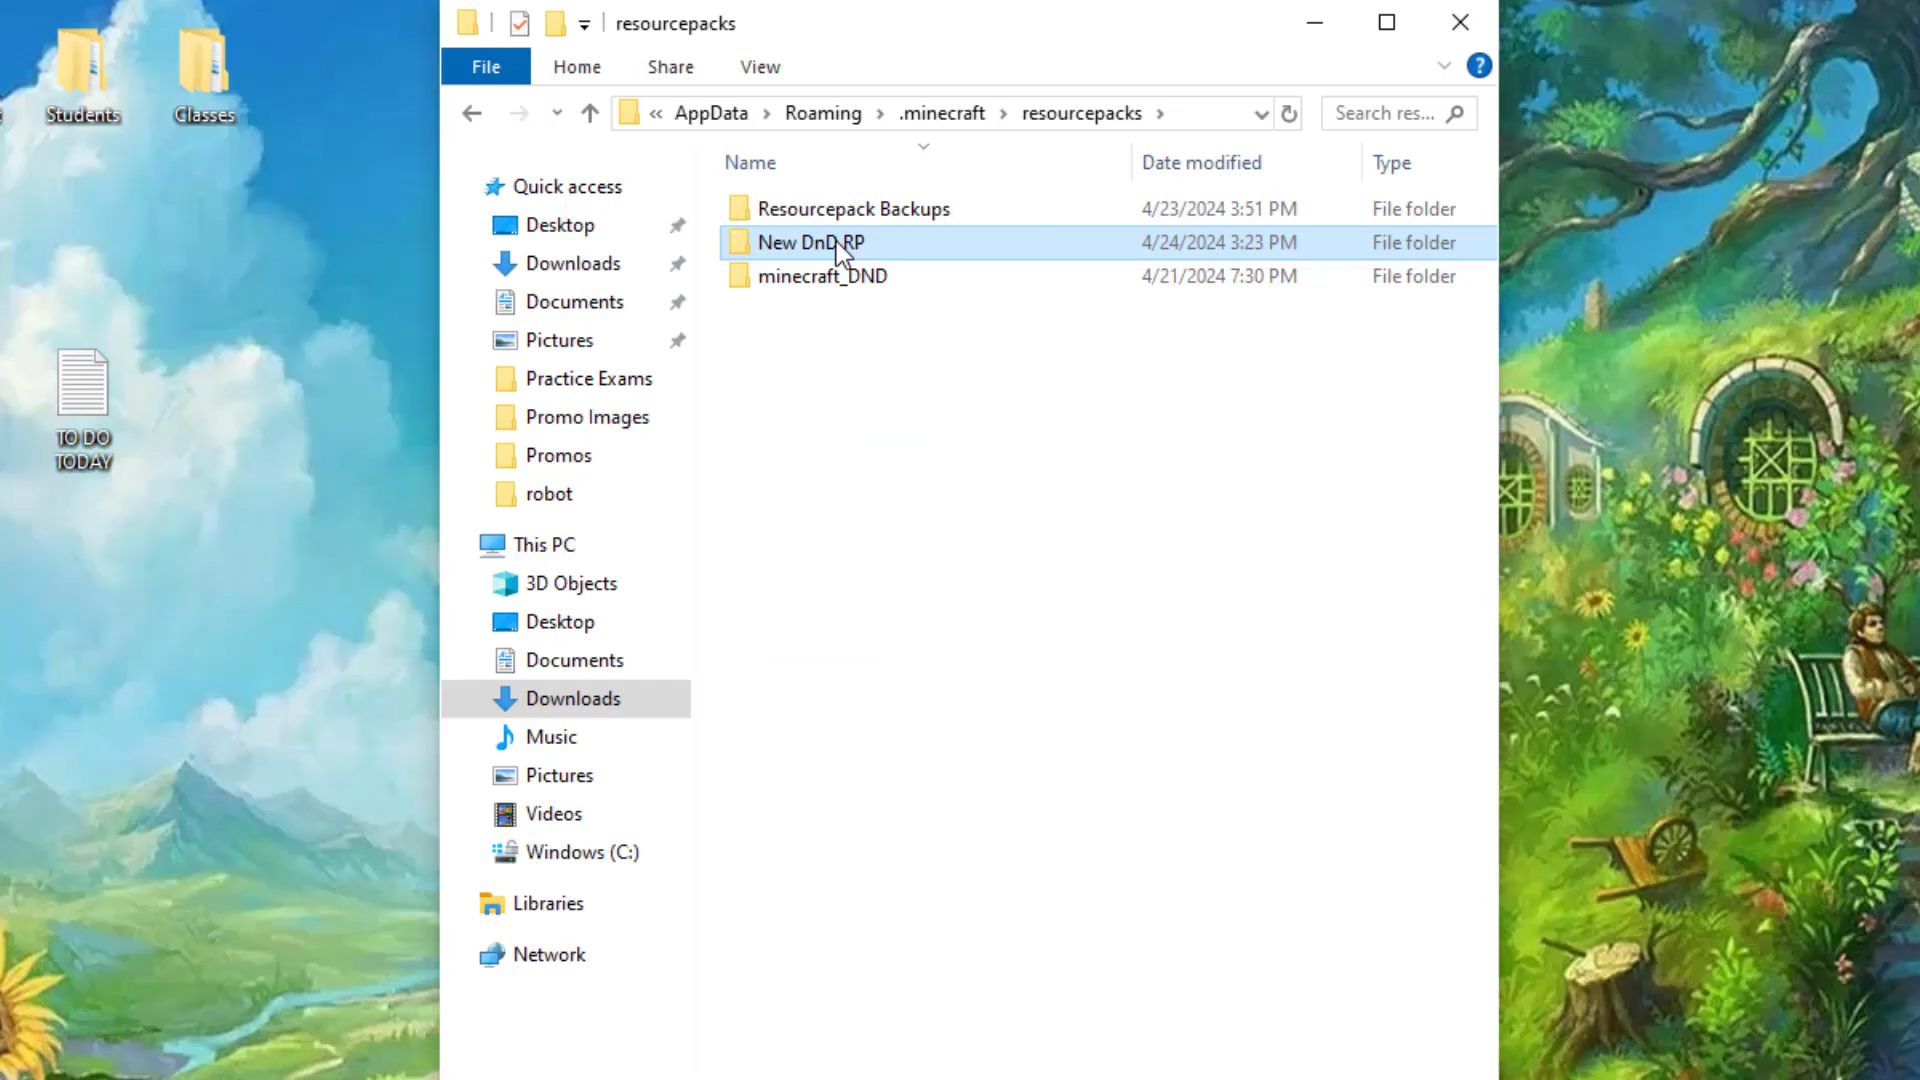 Students
Classes
TO DO
TODAY
resourcepacks
File
Home
Share
View
?
« AppData > Roaming > .minecraft > resourcepacks >
Search res...
Name
Date modified
Type
Resourcepack Backups
4/23/2024 3:51 PM
File folder
New DnD RP
4/24/2024 3:23 PM
File folder
minecraft_DND
4/21/2024 7:30 PM
File folder
Quick access
Desktop
Downloads
Documents
Pictures
Practice Exams
Promo Images
Promos
robot
This PC
3D Objects
Desktop
Documents
Downloads
Music
Pictures
Videos
Windows (C:)
Libraries
Network